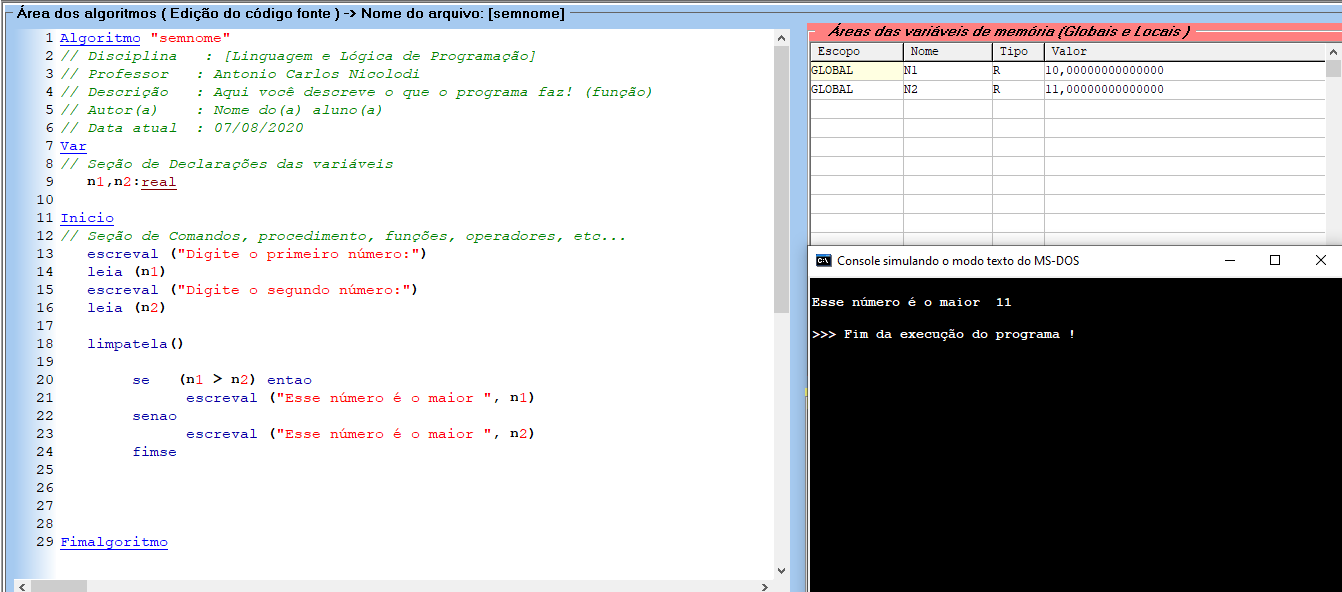 Área dos algoritmos ( Edição do código fonte ) -> Nome do arquivo: [semnome]
1 Algoritmo "semnome"
2 // Disciplina   : [Linguagem e Lógica de Programação]
3 // Professor   : Antonio Carlos Nicolodi
4 // Descrição   : Aqui você descreve o que o programa faz! (função)
5 // Autor(a)    : Nome do(a) aluno(a)
6 // Data atual  : 07/08/2020
7 Var
8 // Seção de Declarações das variáveis
9    n1,n2:real
10
11 Inicio
12 // Seção de Comandos, procedimento, funções, operadores, etc...
13    escreval ("Digite o primeiro número:")
14    leia (n1)
15    escreval ("Digite o segundo número:")
16    leia (n2)
17
18    limpatela()
19
20         se   (n1 > n2) entao
21               escreval ("Esse número é o maior ", n1)
22         senao
23               escreval ("Esse número é o maior ", n2)
24         fimse
25
26
27
28
29 Fimalgoritmo
Áreas das variáveis de memória (Globais e Locais )
Escopo Nome Tipo Valor
GLOBAL N1 R 10,00000000000000
GLOBAL N2 R 11,00000000000000
C:\ Console simulando o modo texto do MS-DOS
Esse número é o maior  11
>>> Fim da execução do programa !